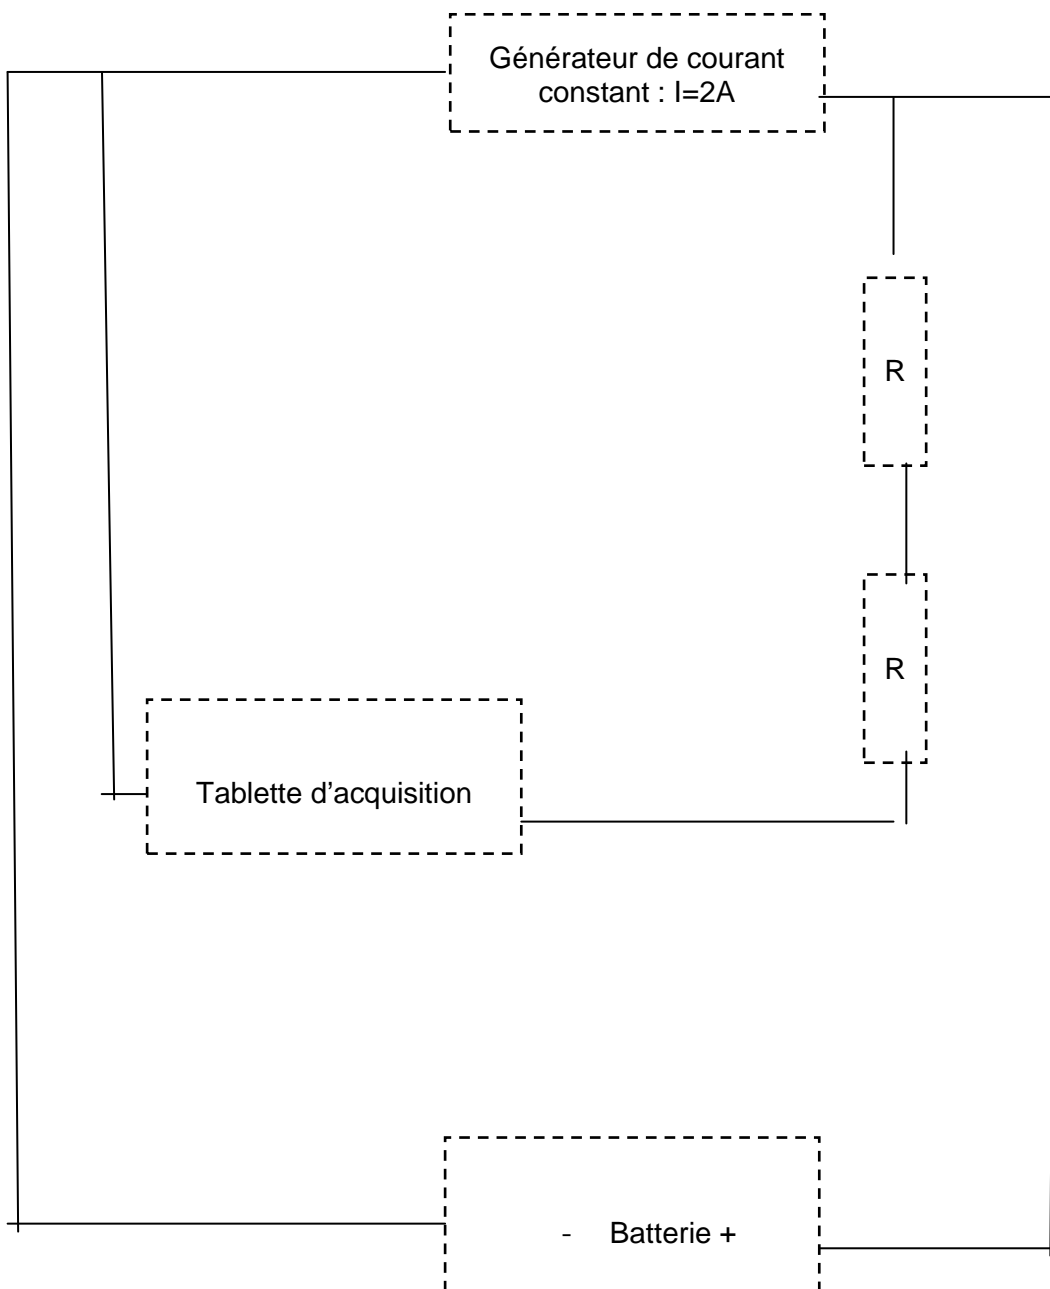 Générateur de courant
constant : I=2A
R
R
Tablette d’acquisition
- Batterie +